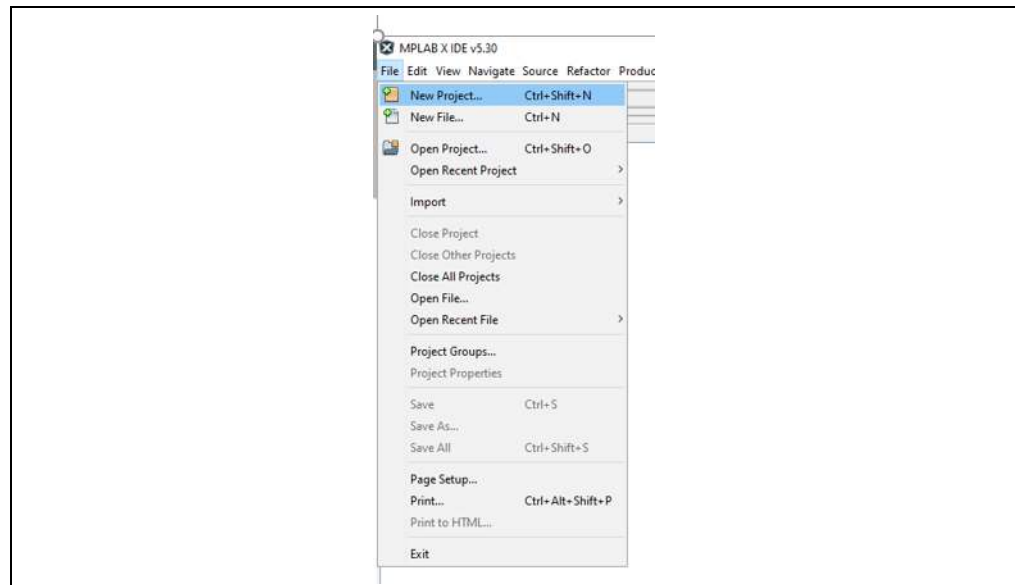 MPLAB X IDE v5.30
File Edit View Navigate Source Refactor Produc
New Project... Ctrl+Shift+N
New File... Ctrl+N
Open Project... Ctrl+Shift+O
Open Recent Project
Import
Close Project
Close Other Projects
Close All Projects
Open File...
Open Recent File
Project Groups...
Project Properties
Save Ctrl+S
Save As...
Save All Ctrl+Shift+S
Page Setup...
Print... Ctrl+Alt+Shift+P
Print to HTML...
Exit